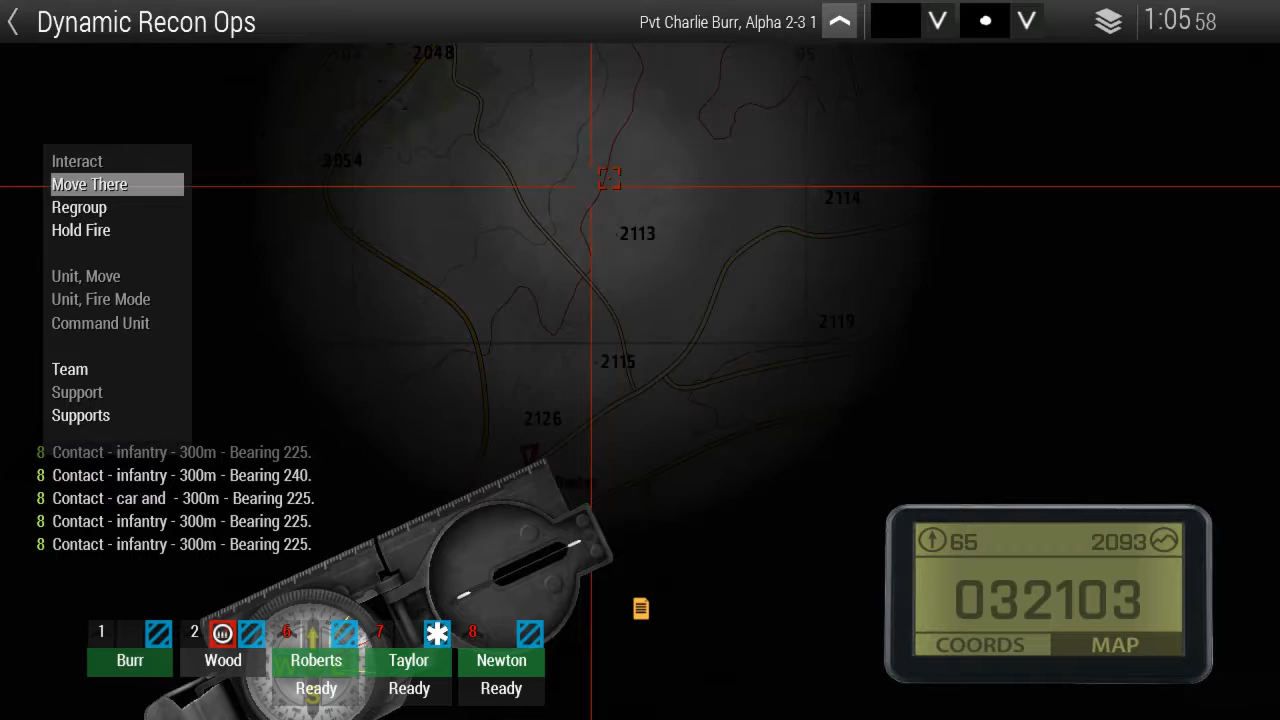 Dynamic Recon Ops
Pvt Charlie Burr, Alpha 2-3 1
1:05 58
2048
2054
Interact
Move There
Regroup
Hold Fire
2114
2113
Unit, Move
Unit, Fire Mode
Command Unit
2119
2115
Team
Support
Supports
2126
8 Contact - infantry - 300m - Bearing 225.
8 Contact - infantry - 300m - Bearing 240.
8 Contact - car and - 300m - Bearing 225.
8 Contact - infantry - 300m - Bearing 225.
8 Contact - infantry - 300m - Bearing 225.
65 2093
032103
COORDS MAP
1 2 6 7 8
Burr Wood Roberts Taylor Newton
Ready Ready Ready
S